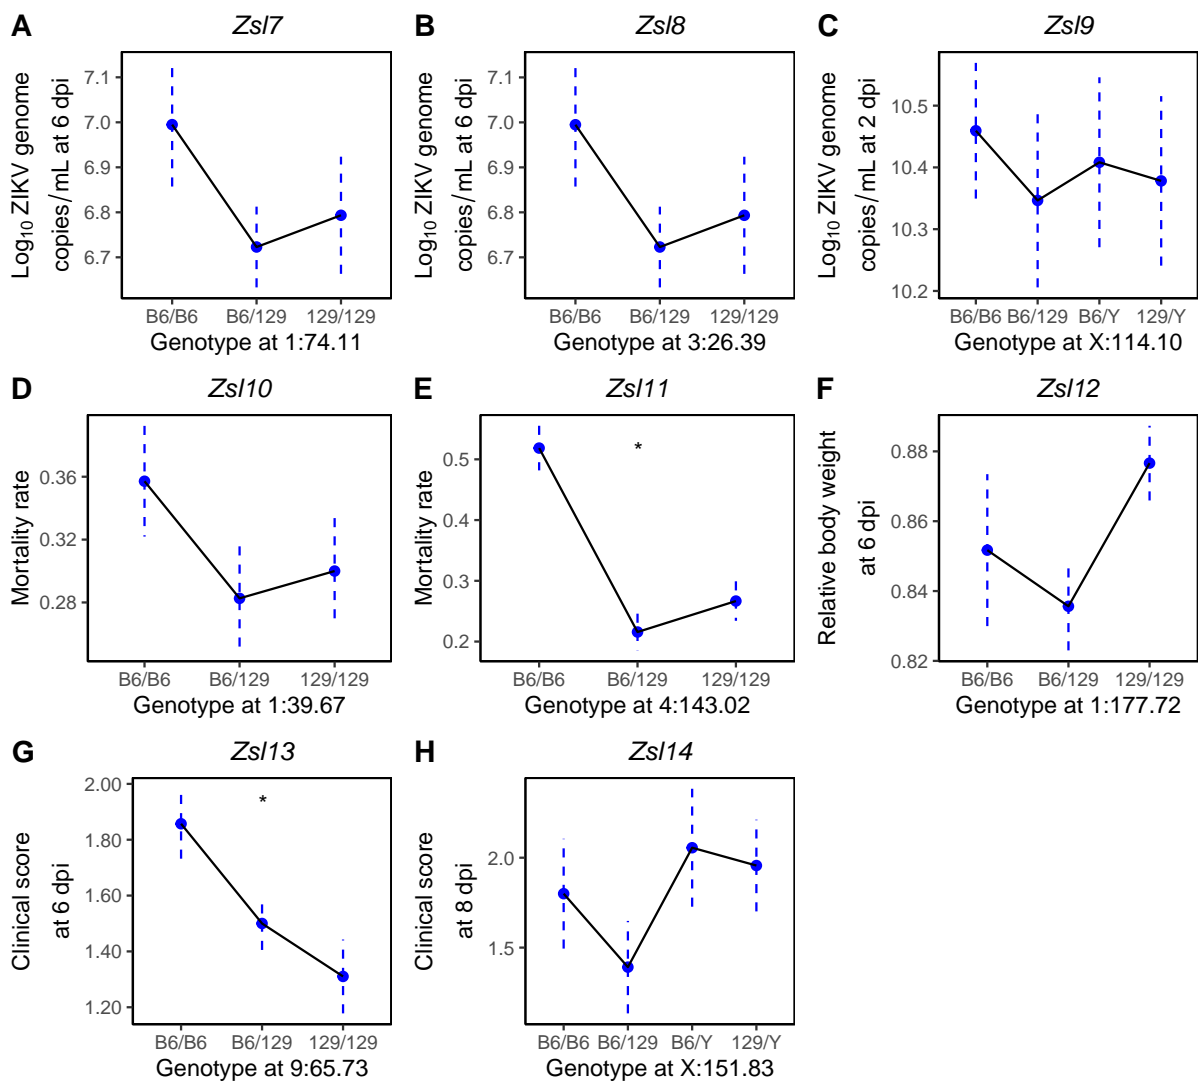 A
Zsl7
Log10 ZIKV genome
copies/mL at 6 dpi
7.1
7.0
6.9
6.8
6.7
B6/B6 B6/129 129/129
Genotype at 1:74.11
B
Zsl8
Log10 ZIKV genome
copies/mL at 6 dpi
7.1
7.0
6.9
6.8
6.7
B6/B6 B6/129 129/129
Genotype at 3:26.39
C
Zsl9
Log10 ZIKV genome
copies/mL at 2 dpi
10.5
10.4
10.3
10.2
B6/B6 B6/129 B6/Y 129/Y
Genotype at X:114.10
D
Zsl10
Mortality rate
0.36
0.32
0.28
B6/B6 B6/129 129/129
Genotype at 1:39.67
E
Zsl11
Mortality rate
0.5
0.4
0.3
0.2
*
B6/B6 B6/129 129/129
Genotype at 4:143.02
F
Zsl12
Relative body weight
at 6 dpi
0.88
0.86
0.84
0.82
B6/B6 B6/129 129/129
Genotype at 1:177.72
G
Zsl13
Clinical score
at 6 dpi
2.00
1.80
1.60
1.40
1.20
*
B6/B6 B6/129 129/129
Genotype at 9:65.73
H
Zsl14
Clinical score
at 8 dpi
2.0
1.5
B6/B6 B6/129 B6/Y 129/Y
Genotype at X:151.83